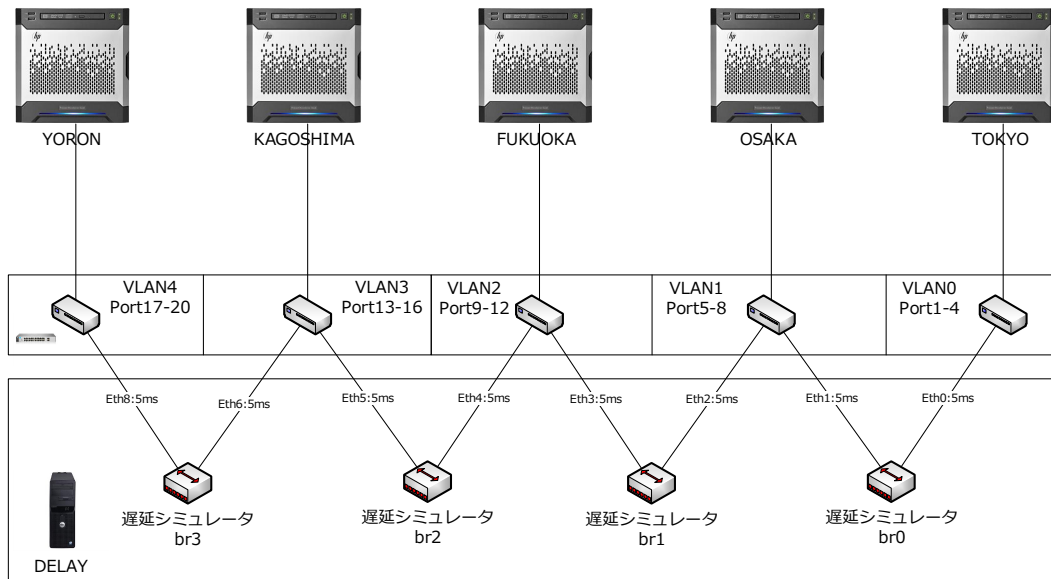 YORON
KAGOSHIMA
FUKUOKA
OSAKA
TOKYO
VLAN4
Port17-20
VLAN3
Port13-16
VLAN2
Port9-12
VLAN1
Port5-8
VLAN0
Port1-4
Eth8:5ms
Eth6:5ms
Eth5:5ms
Eth4:5ms
Eth3:5ms
Eth2:5ms
Eth1:5ms
Eth0:5ms
遅延シミュレータ
br3
遅延シミュレータ
br2
遅延シミュレータ
br1
遅延シミュレータ
br0
DELAY